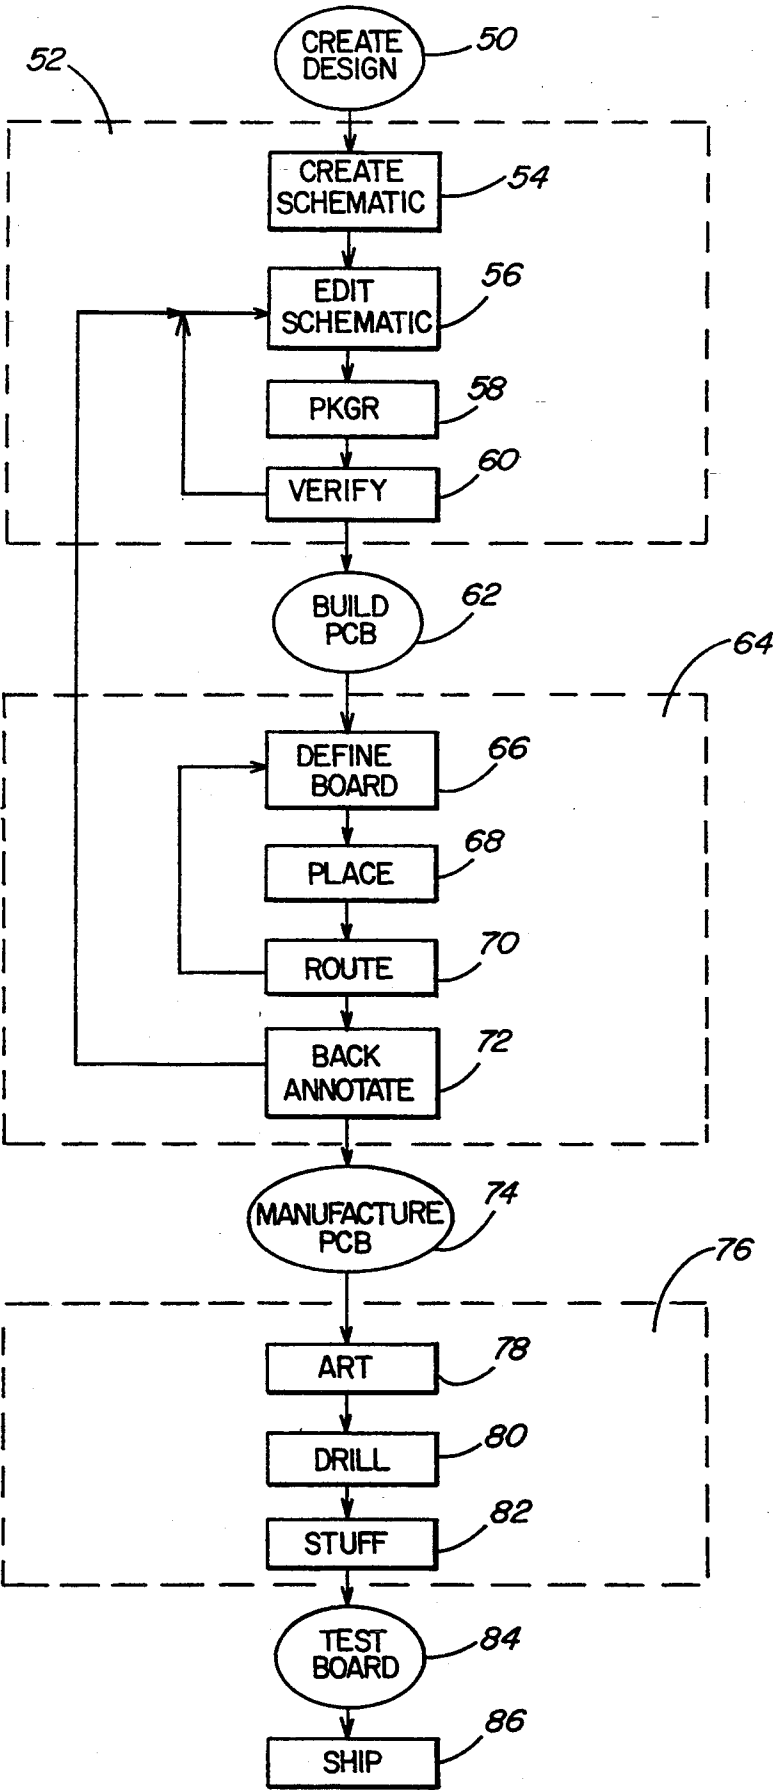 CREATE
DESIGN
50
52
CREATE
SCHEMATIC
54
EDIT
SCHEMATIC
56
PKGR
58
VERIFY
60
BUILD
PCB
62
64
DEFINE
BOARD
66
PLACE
68
ROUTE
70
BACK
ANNOTATE
72
MANUFACTURE
PCB
74
76
ART
78
DRILL
80
STUFF
82
TEST
BOARD
84
SHIP
86